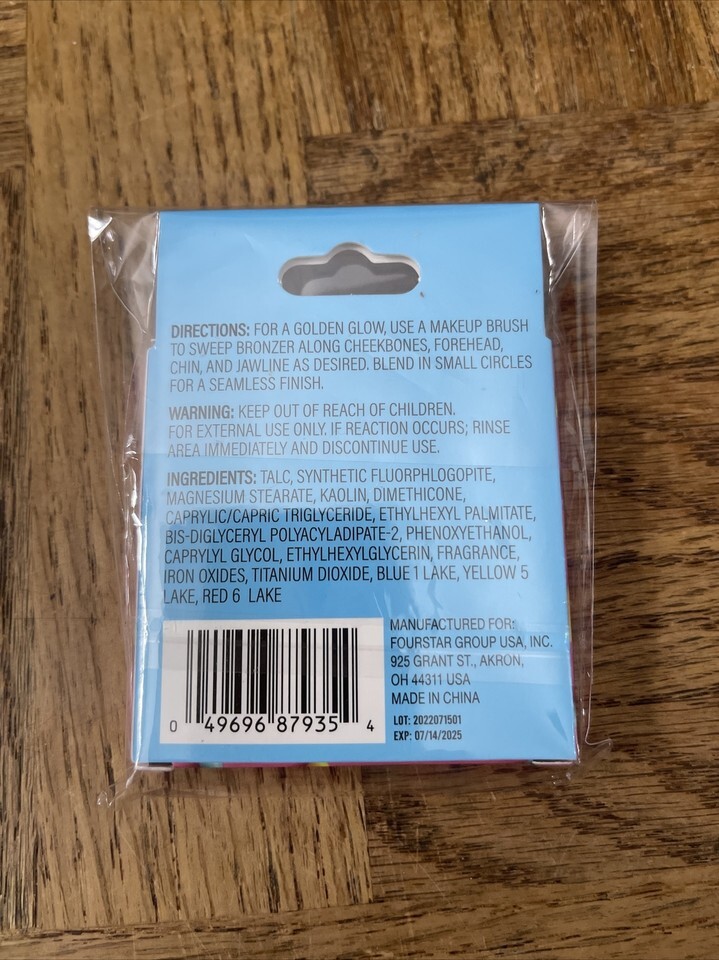 DIRECTIONS: FOR A GOLDEN GLOW, USE A MAKEUP BRUSH
TO SWEEP BRONZER ALONG CHEEKBONES, FOREHEAD,
CHIN, AND JAWLINE AS DESIRED. BLEND IN SMALL CIRCLES
FOR A SEAMLESS FINISH.
WARNING: KEEP OUT OF REACH OF CHILDREN.
FOR EXTERNAL USE ONLY. IF REACTION OCCURS; RINSE
AREA IMMEDIATELY AND DISCONTINUE USE.
INGREDIENTS: TALC, SYNTHETIC FLUORPHLOGOPITE,
MAGNESIUM STEARATE, KAOLIN, DIMETHICONE,
CAPRYLIC/CAPRIC TRIGLYCERIDE, ETHYLHEXYL PALMITATE,
BIS-DIGLYCERYL POLYACYLADIPATE-2, PHENOXYETHANOL,
CAPRYLYL GLYCOL, ETHYLHEXYLGLYCERIN, FRAGRANCE,
IRON OXIDES, TITANIUM DIOXIDE, BLUE 1 LAKE, YELLOW 5
LAKE, RED 6 LAKE
0 49696 87935 4
MANUFACTURED FOR:
FOURSTAR GROUP USA, INC.
925 GRANT ST., AKRON,
OH 44311 USA
MADE IN CHINA
LOT: 2022071501
EXP: 07/14/2025